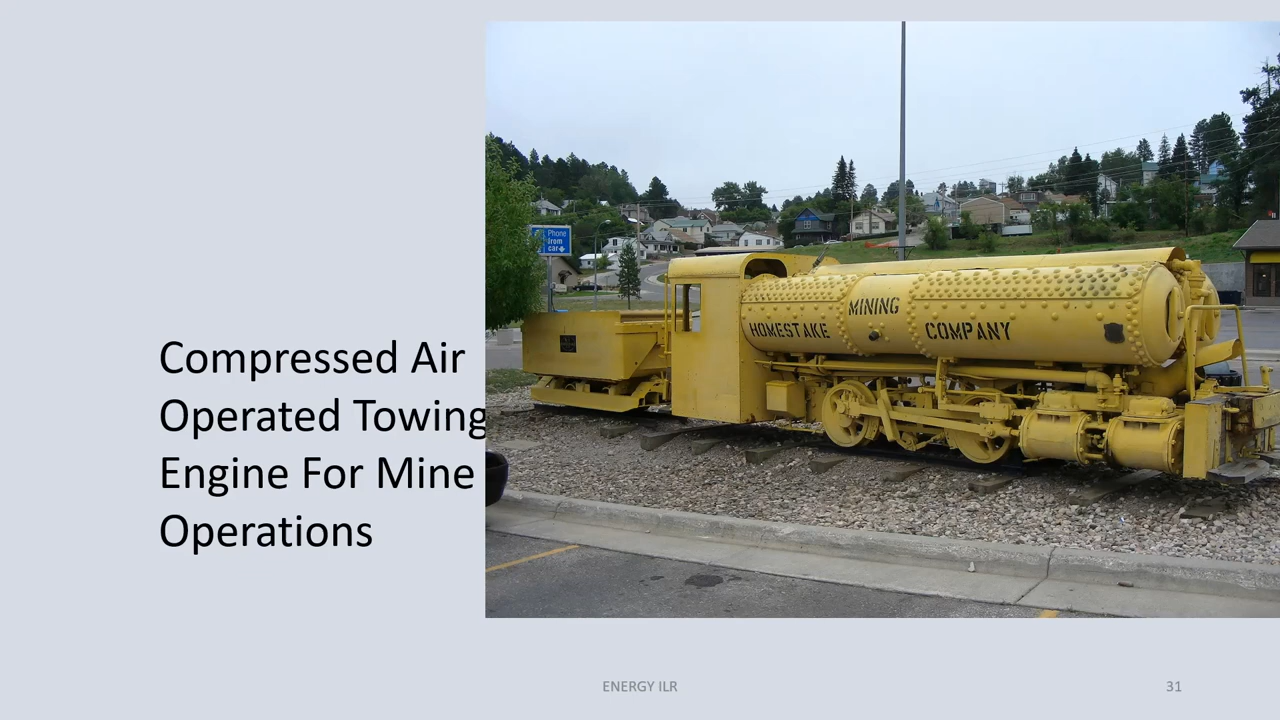 Compressed Air
Operated Towing
Engine For Mine
Operations
Phone
from
car
HOMESTAKE MINING COMPANY
ENERGY ILR
31